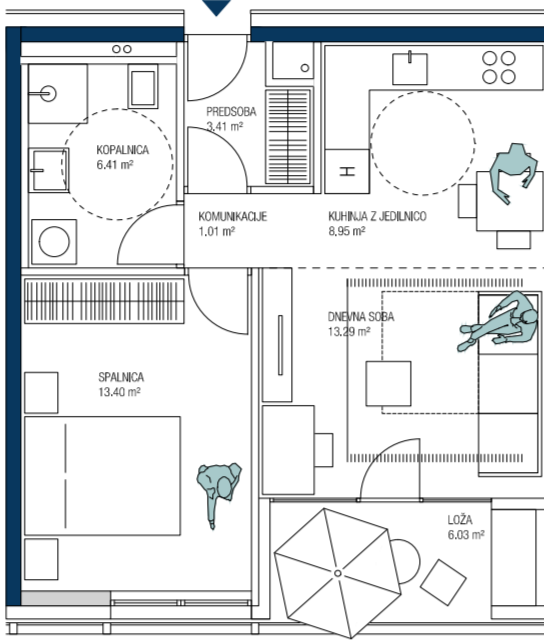 PREDSOBA
3.41 m²
KOPALNICA
6.41 m²
KOMUNIKACIJE
1.01 m²
KUHINJA Z JEDILNICO
8,95 m²
H
DNEVNA SOBA
13.29 m²
SPALNICA
13.40 m²
LOŽA
6.03 m²